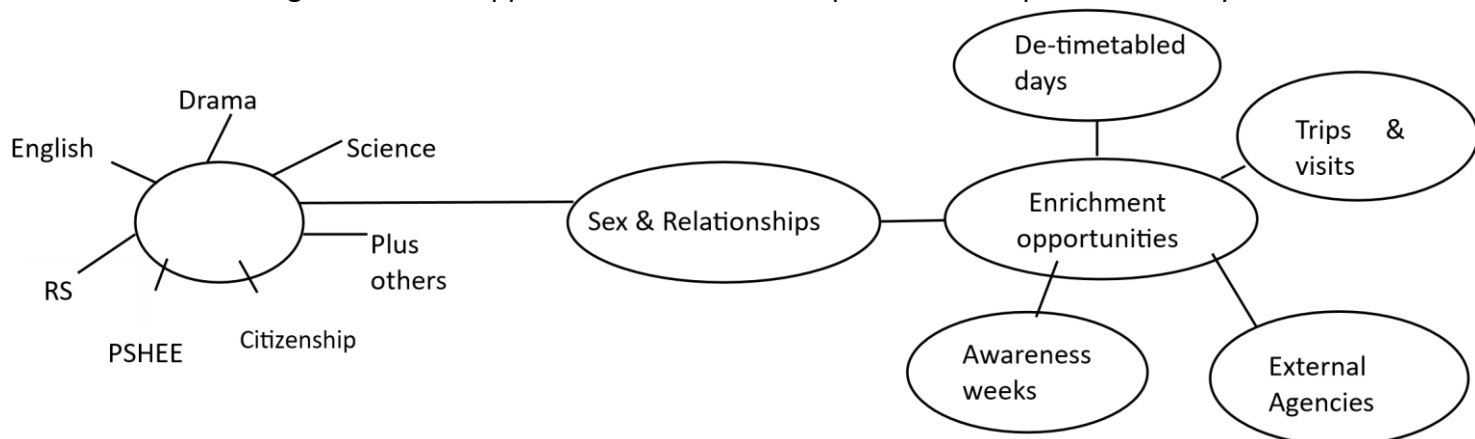 De-timetabled
days
Drama
Trips &
visits
English
Science
Enrichment
opportunities
Sex & Relationships
Plus
others
RS
Citizenship
PSHEE
Awareness
weeks
External
Agencies